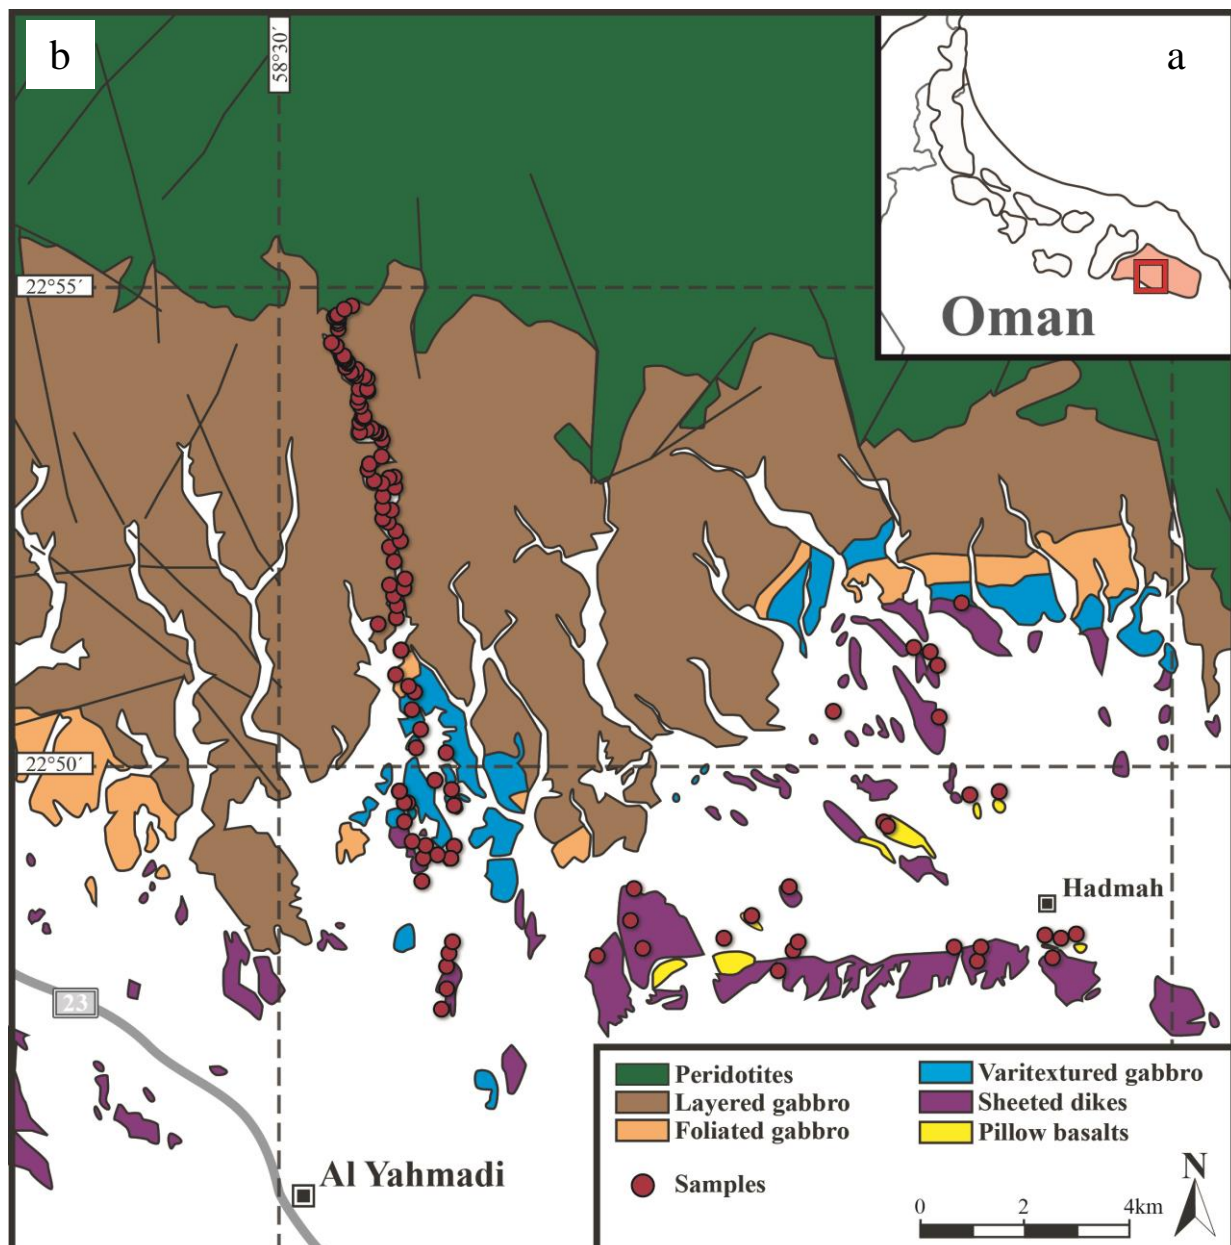 b
58°30´
a
22°55´
Oman
22°50´
Hadmah
23
Al Yahmadi
Peridotites
Layered gabbro
Foliated gabbro
Samples
Varitextured gabbro
Sheeted dikes
Pillow basalts
N
0 2 4km